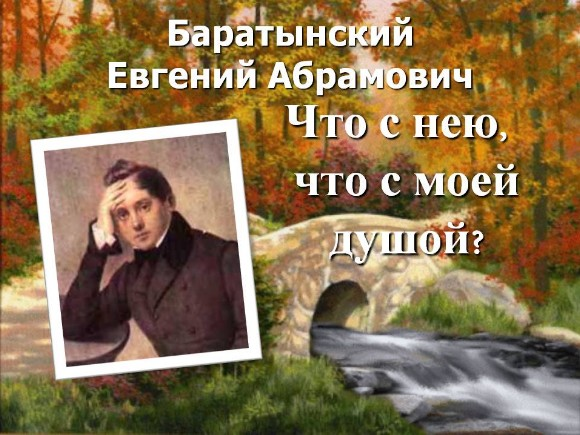 Баратынский
Евгений Абрамович
Что с нею,
что с моей
душой?